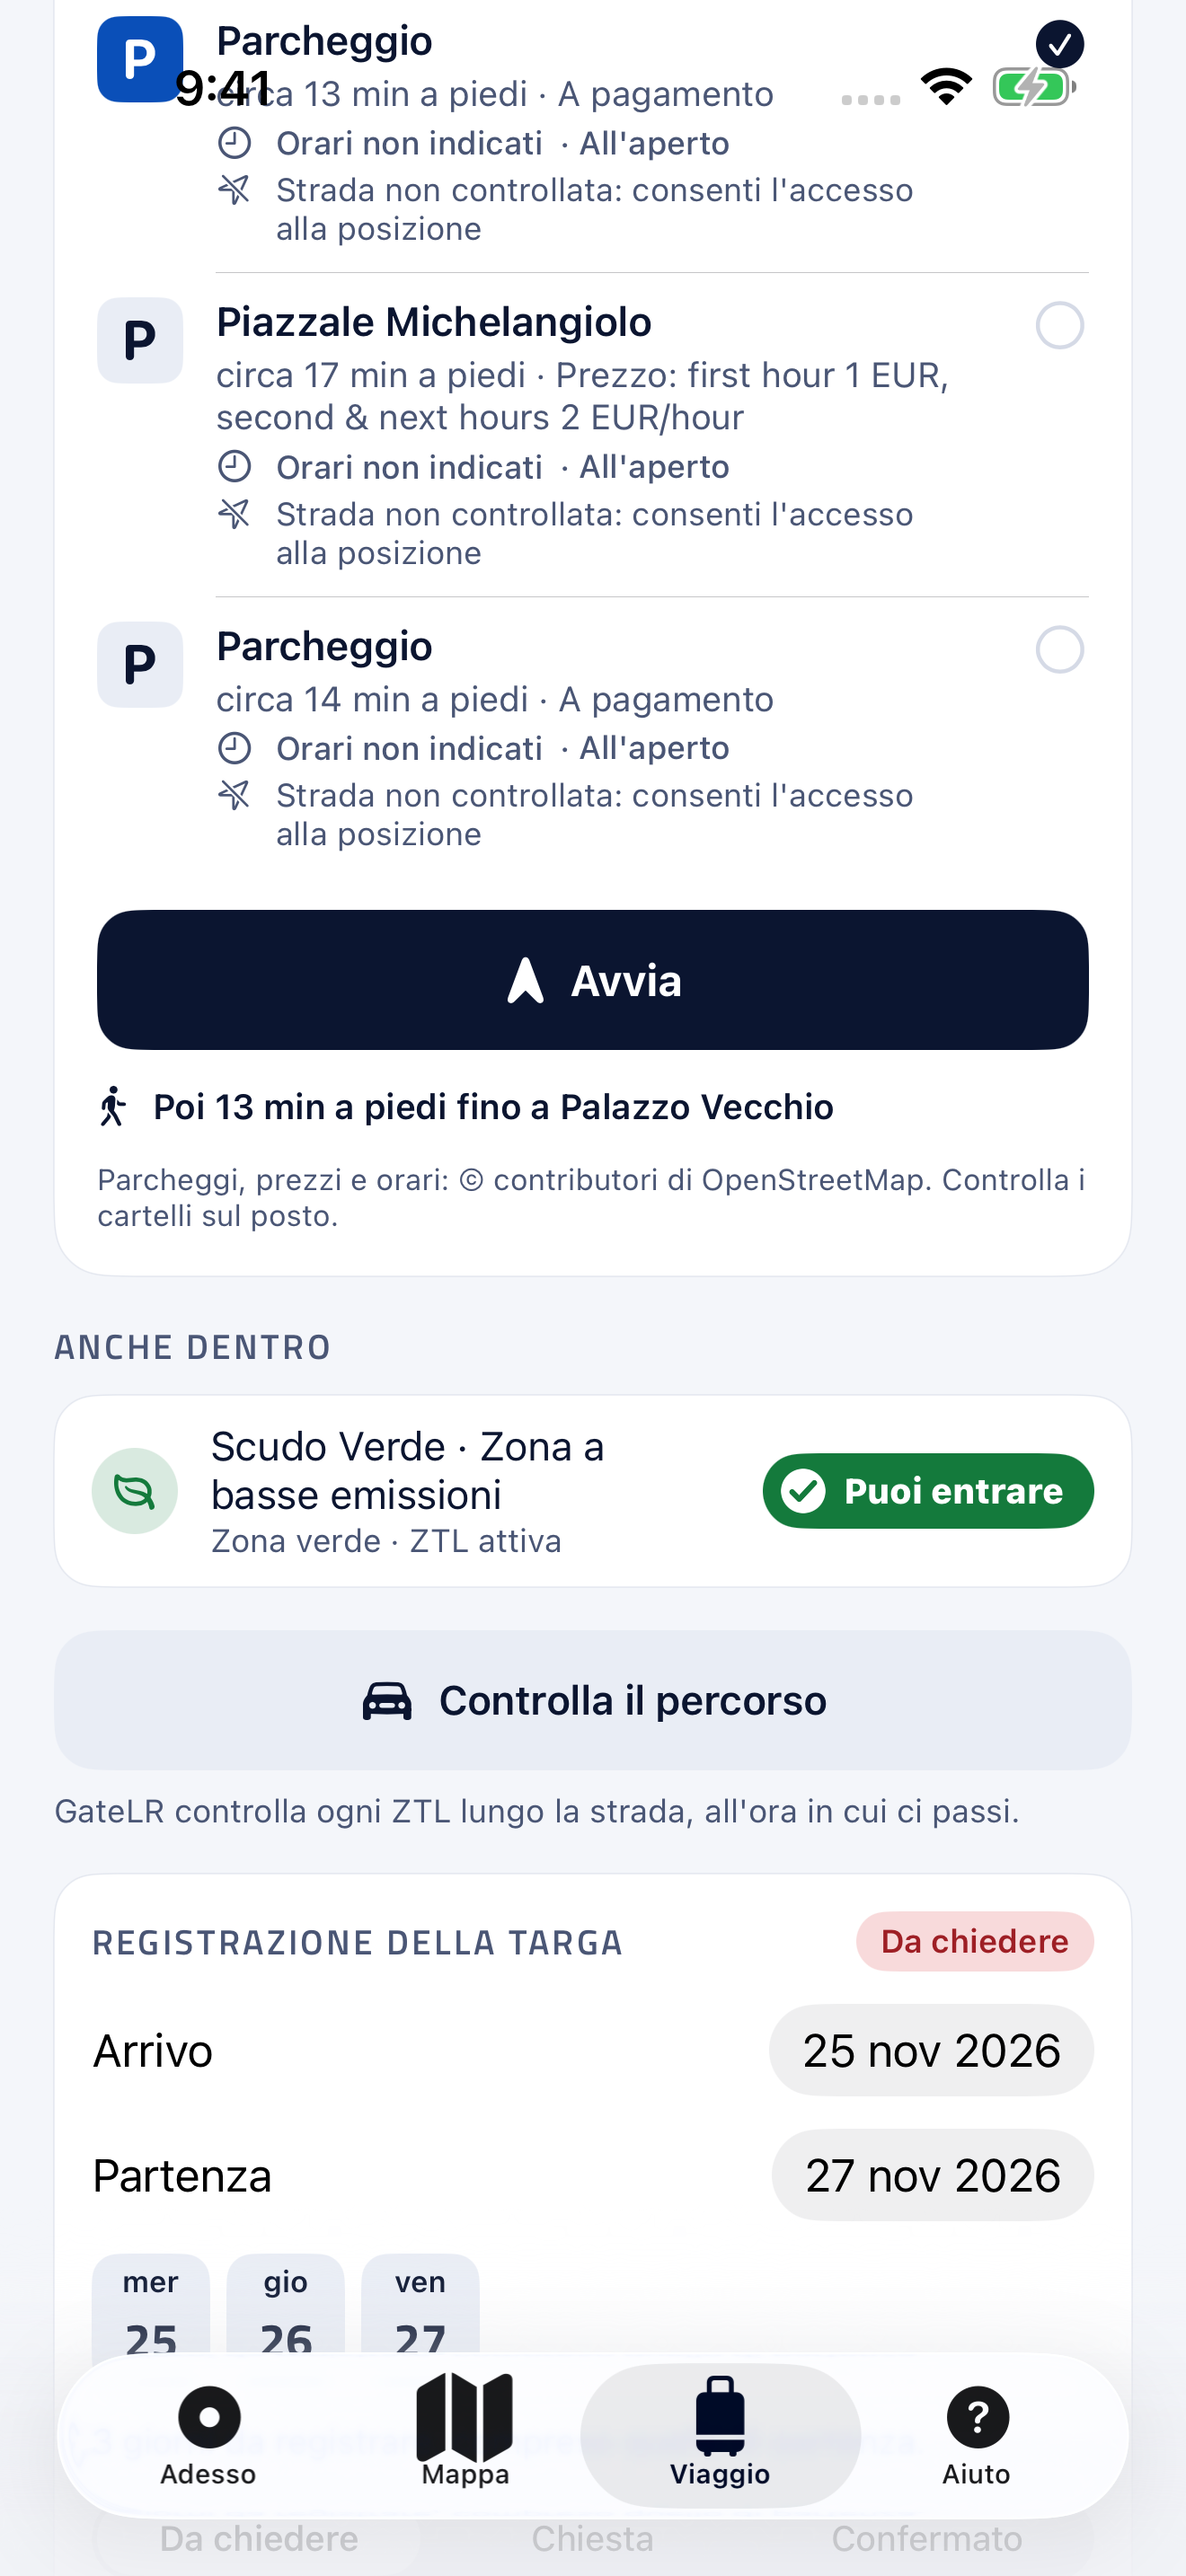 P
Parcheggio
9:41
circa 13 min a piedi · A pagamento
Orari non indicati · All'aperto
Strada non controllata: consenti l'accesso
alla posizione
P
Piazzale Michelangiolo
circa 17 min a piedi · Prezzo: first hour 1 EUR,
second & next hours 2 EUR/hour
Orari non indicati · All'aperto
Strada non controllata: consenti l'accesso
alla posizione
P
Parcheggio
circa 14 min a piedi · A pagamento
Orari non indicati · All'aperto
Strada non controllata: consenti l'accesso
alla posizione
Avvia
Poi 13 min a piedi fino a Palazzo Vecchio
Parcheggi, prezzi e orari: © contributori di OpenStreetMap. Controlla i
cartelli sul posto.
ANCHE DENTRO
Scudo Verde · Zona a
basse emissioni
Zona verde · ZTL attiva
Puoi entrare
Controlla il percorso
GateLR controlla ogni ZTL lungo la strada, all'ora in cui ci passi.
REGISTRAZIONE DELLA TARGA
Da chiedere
Arrivo
25 nov 2026
Partenza
27 nov 2026
mer gio ven
25 26 27
Adesso Mappa Viaggio Aiuto
Da chiedere Chiesta Confermato